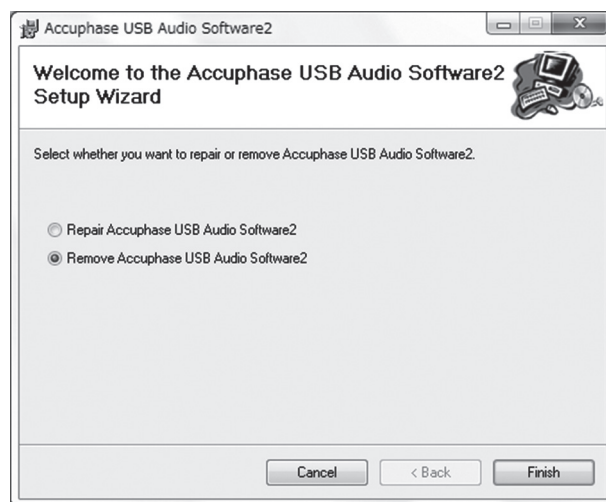 Accuphase USB Audio Software2
Welcome to the Accuphase USB Audio Software2
Setup Wizard
Select whether you want to repair or remove Accuphase USB Audio Software2.
Repair Accuphase USB Audio Software2
Remove Accuphase USB Audio Software2
Cancel
< Back
Finish